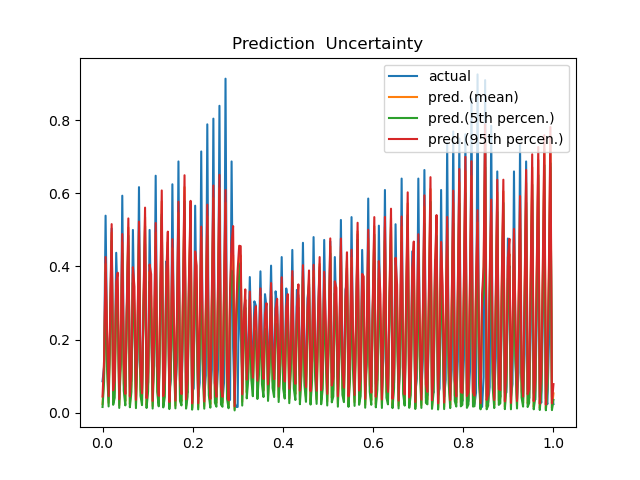 Prediction  Uncertainty
actual
pred. (mean)
pred.(5th percen.)
pred.(95th percen.)
0.8
0.6
0.4
0.2
0.0
0.0 0.2 0.4 0.6 0.8 1.0